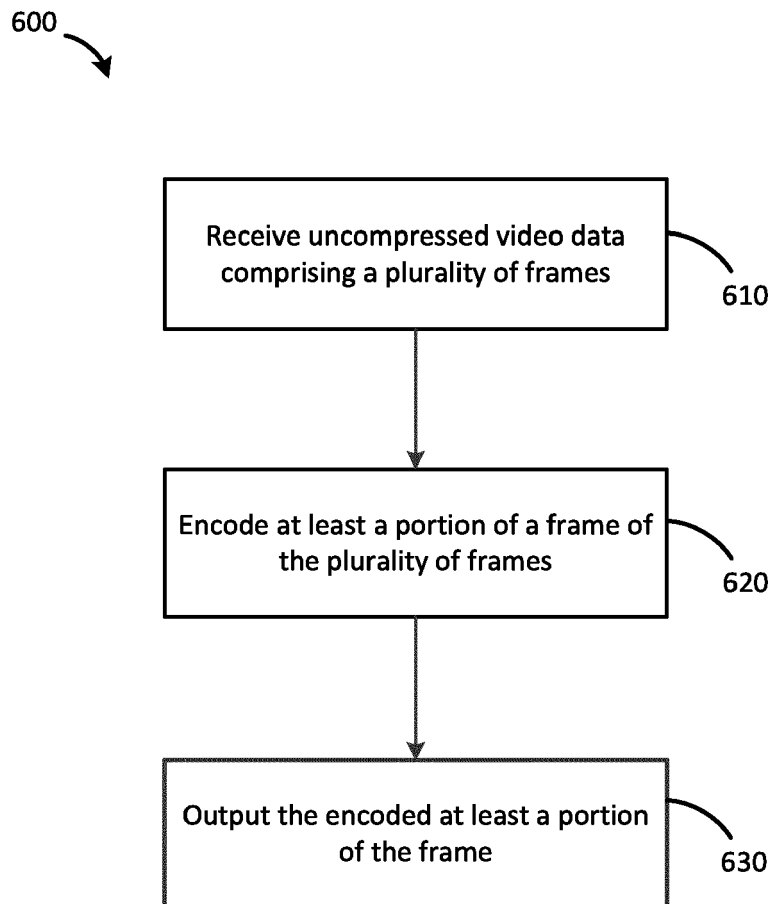 600
Receive uncompressed video data
comprising a plurality of frames
610
Encode at least a portion of a frame of
the plurality of frames
620
Output the encoded at least a portion
of the frame
630